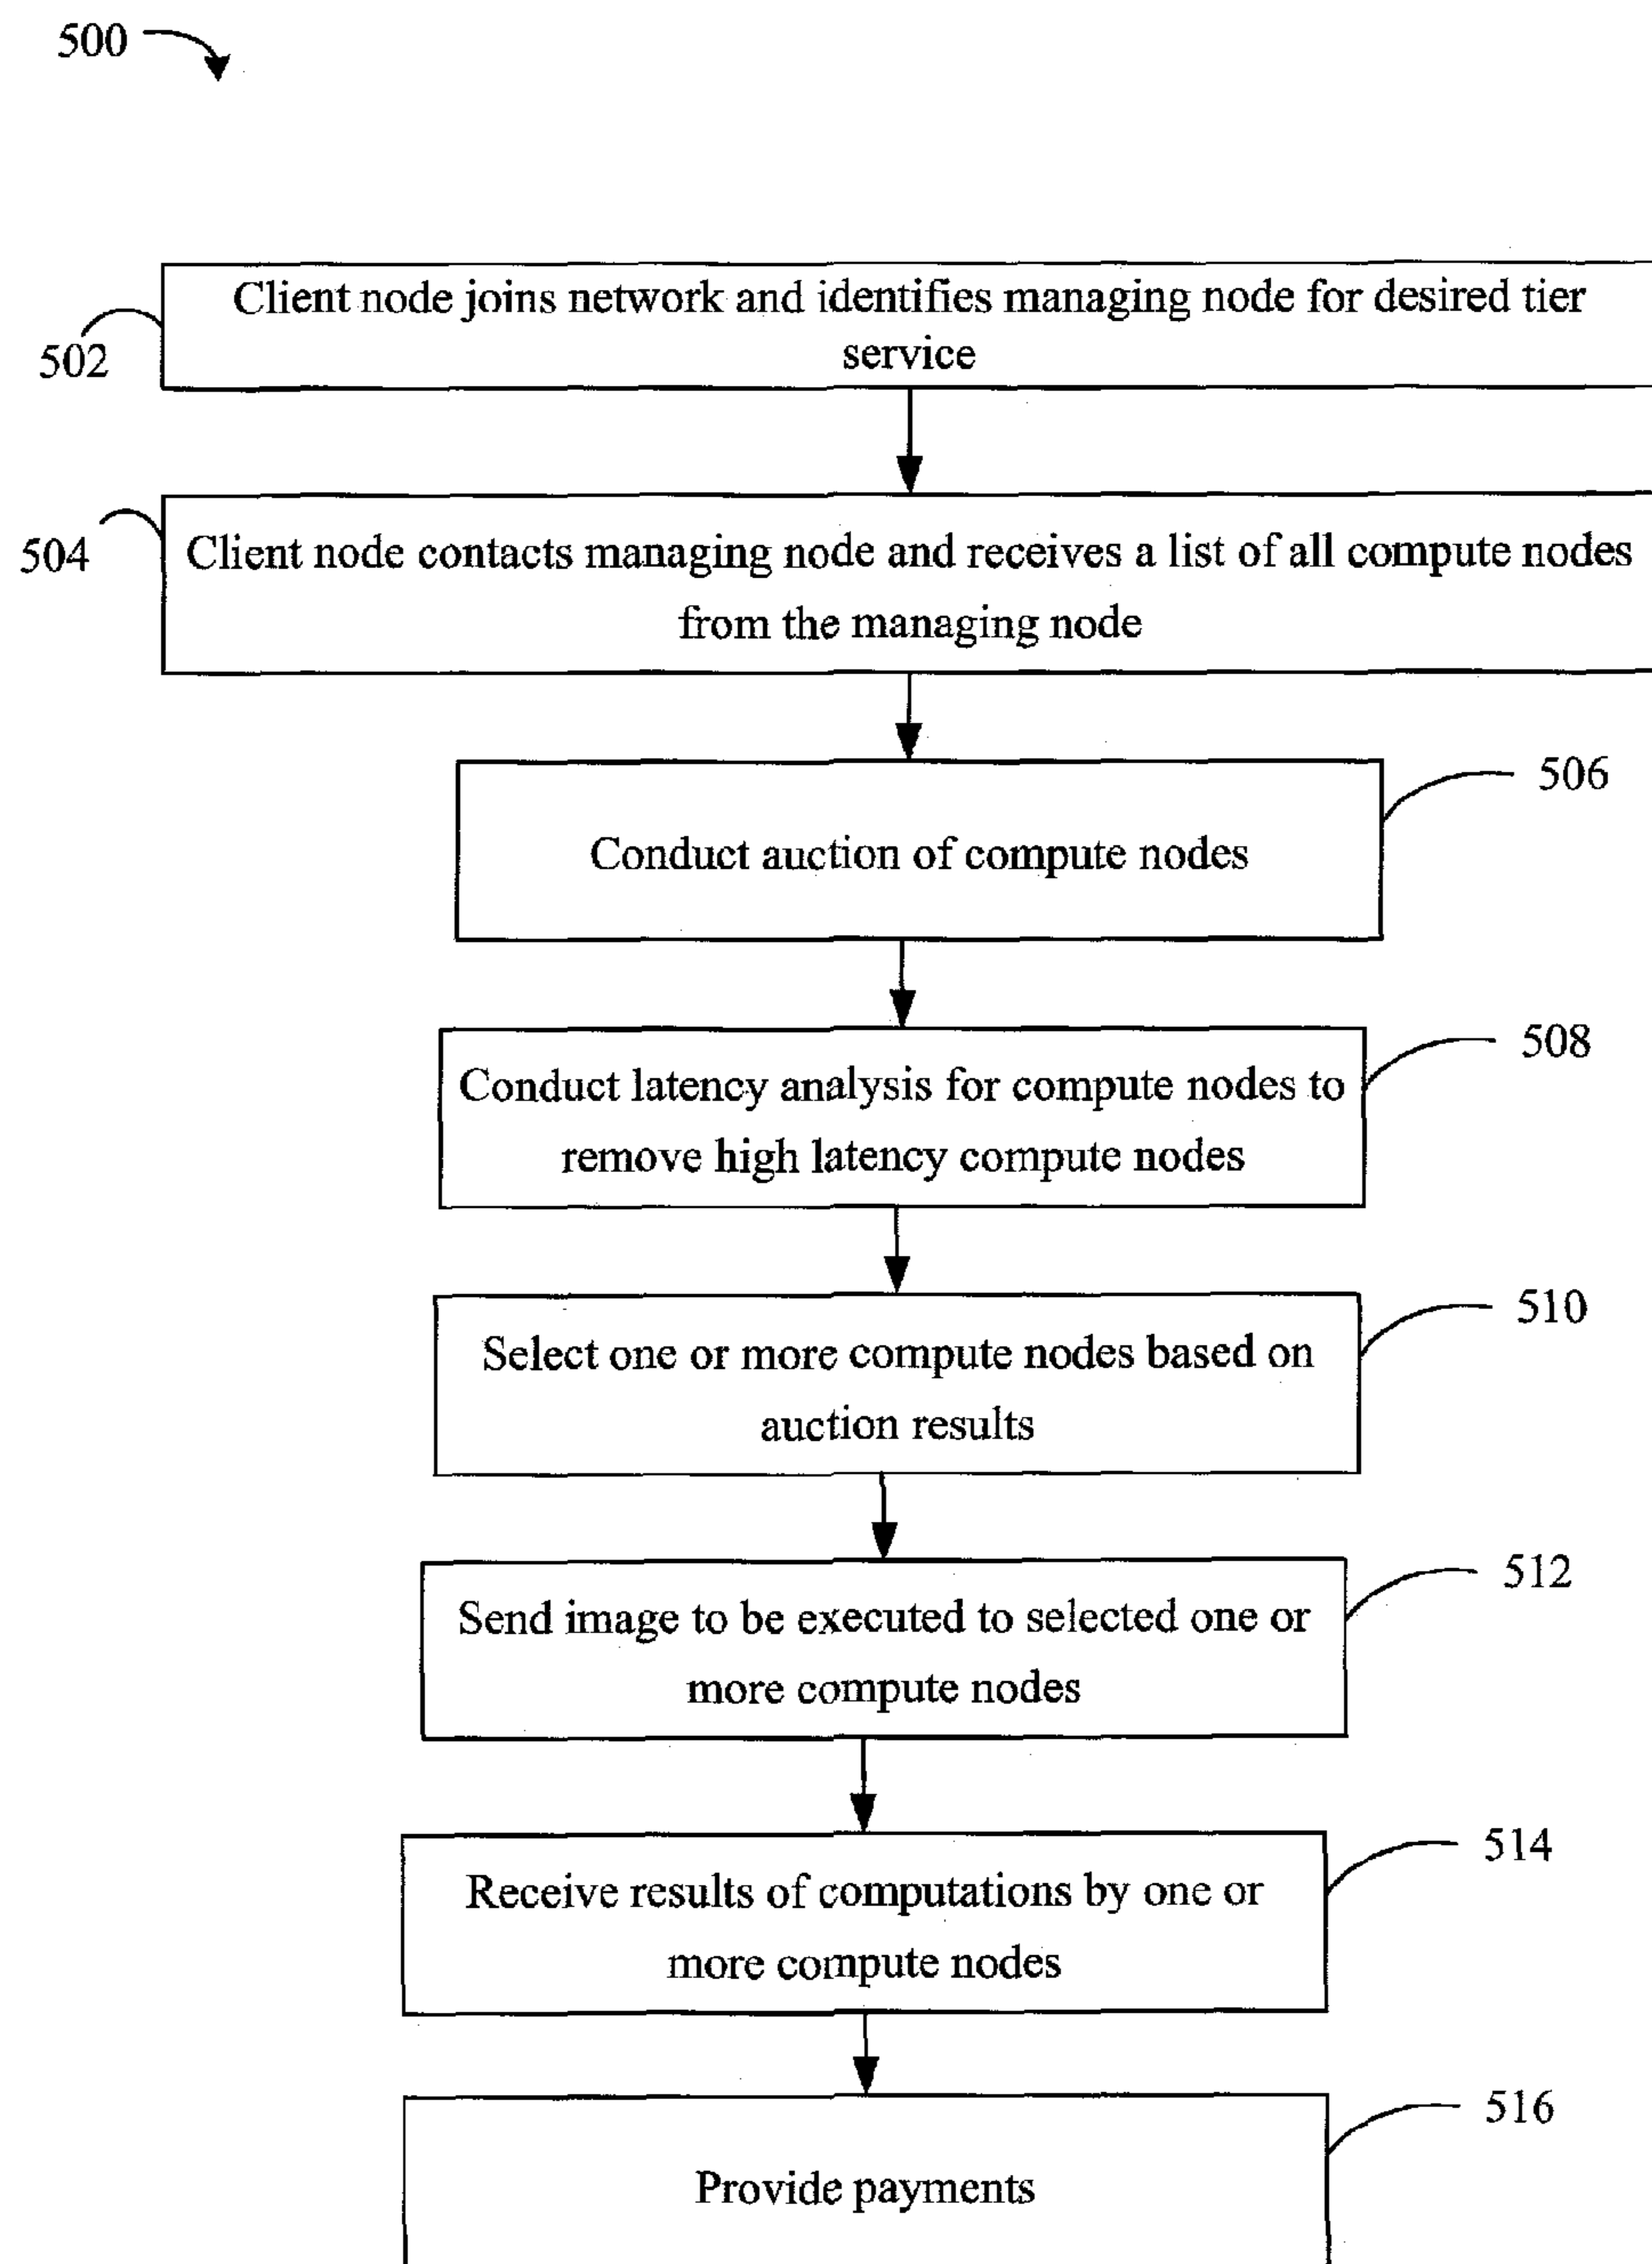 500
Client node joins network and identifies managing node for desired tier
service
502
Client node contacts managing node and receives a list of all compute nodes
from the managing node
504
Conduct auction of compute nodes
506
Conduct latency analysis for compute nodes to
remove high latency compute nodes
508
Select one or more compute nodes based on
auction results
510
Send image to be executed to selected one or
more compute nodes
512
Receive results of computations by one or
more compute nodes
514
Provide payments
516